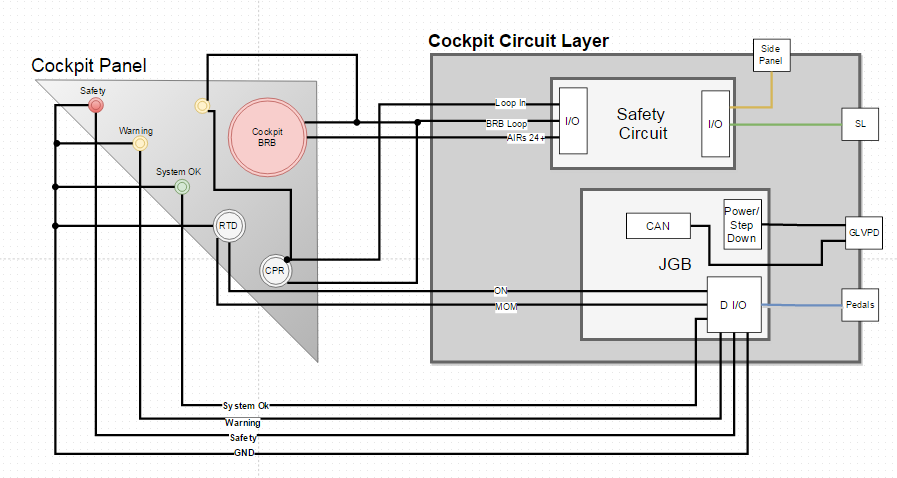 Cockpit Circuit Layer
Side
Panel
Cockpit Panel
Safety
Warning
System OK
Cockpit
BRB
RTD
CPR
Loop In
BRB Loop
AIRs 24+
I/O
Safety
Circuit
I/O
SL
CAN
Power/
Step
Down
GLVPD
JGB
D I/O
Pedals
ON
MOM
System Ok
Warning
Safety
GND